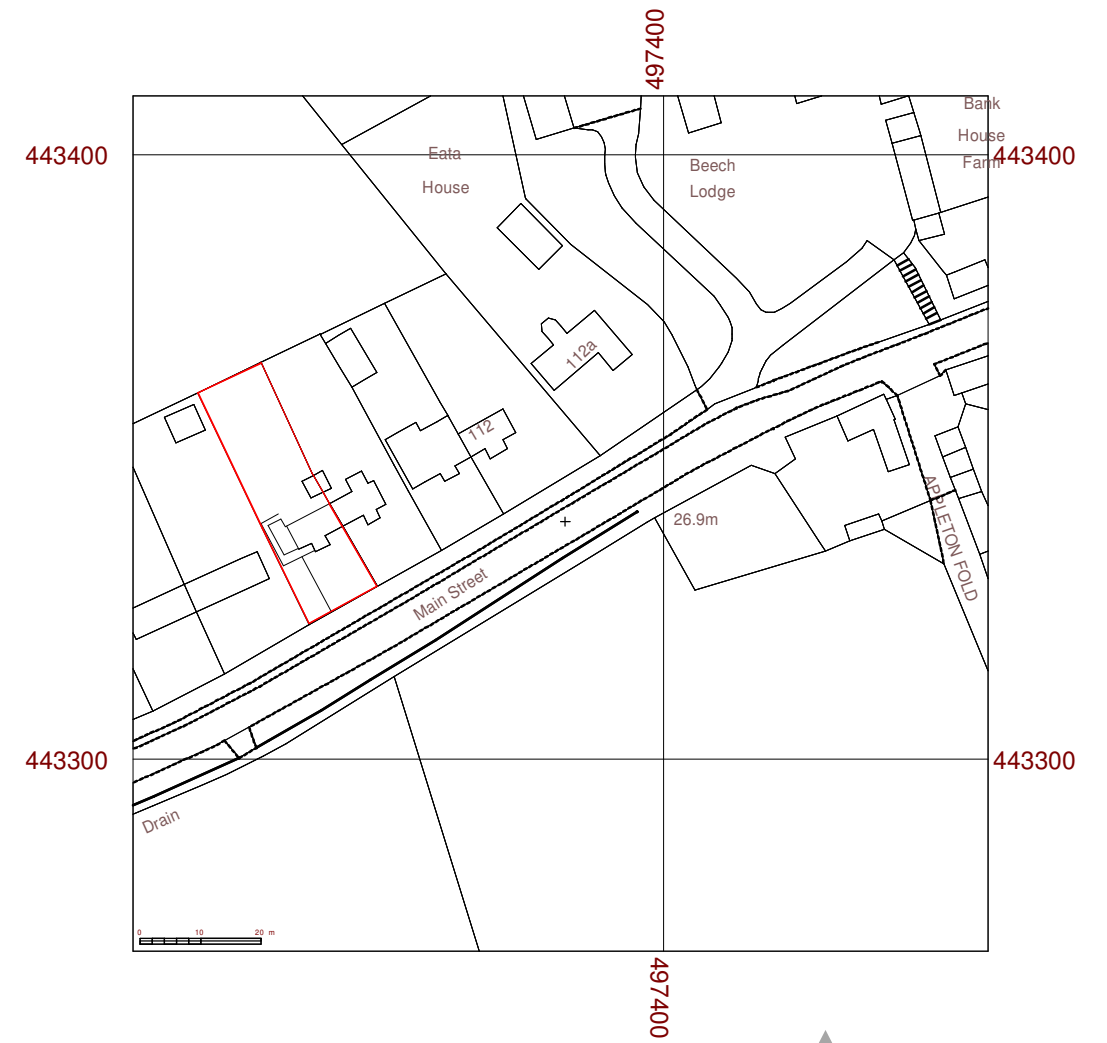 497400
Bank
House
Farm
443400
443400
Eata
House
Beech
Lodge
112a
112
26.9m
APPLETON FOLD
Main Street
443300
443300
Drain
0 10 20 m
497400